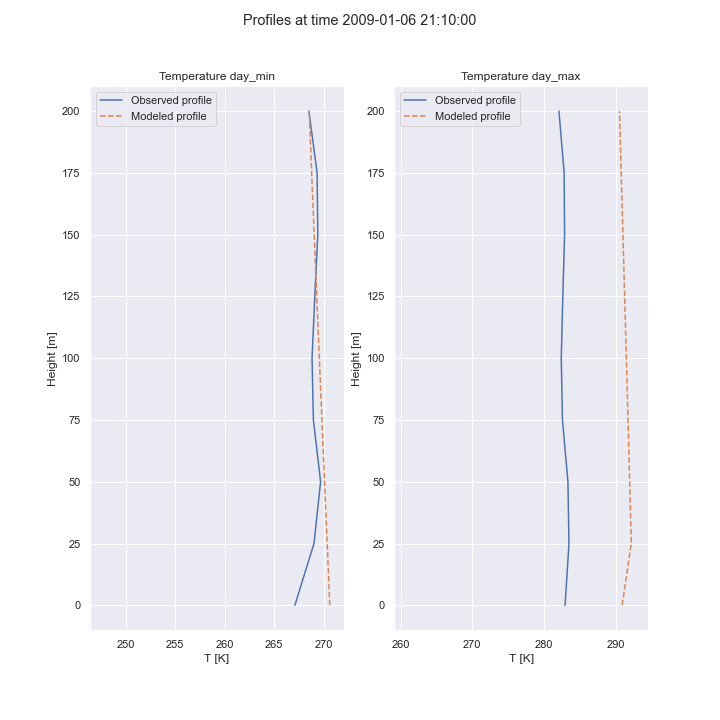 Profiles at time 2009-01-06 21:10:00
Temperature day_min
Observed profile
Modeled profile
200
175
150
125
100
75
50
25
0
Height [m]
250 255 260 265 270
T [K]
Temperature day_max
Observed profile
Modeled profile
200
175
150
125
100
75
50
25
0
Height [m]
260 270 280 290
T [K]